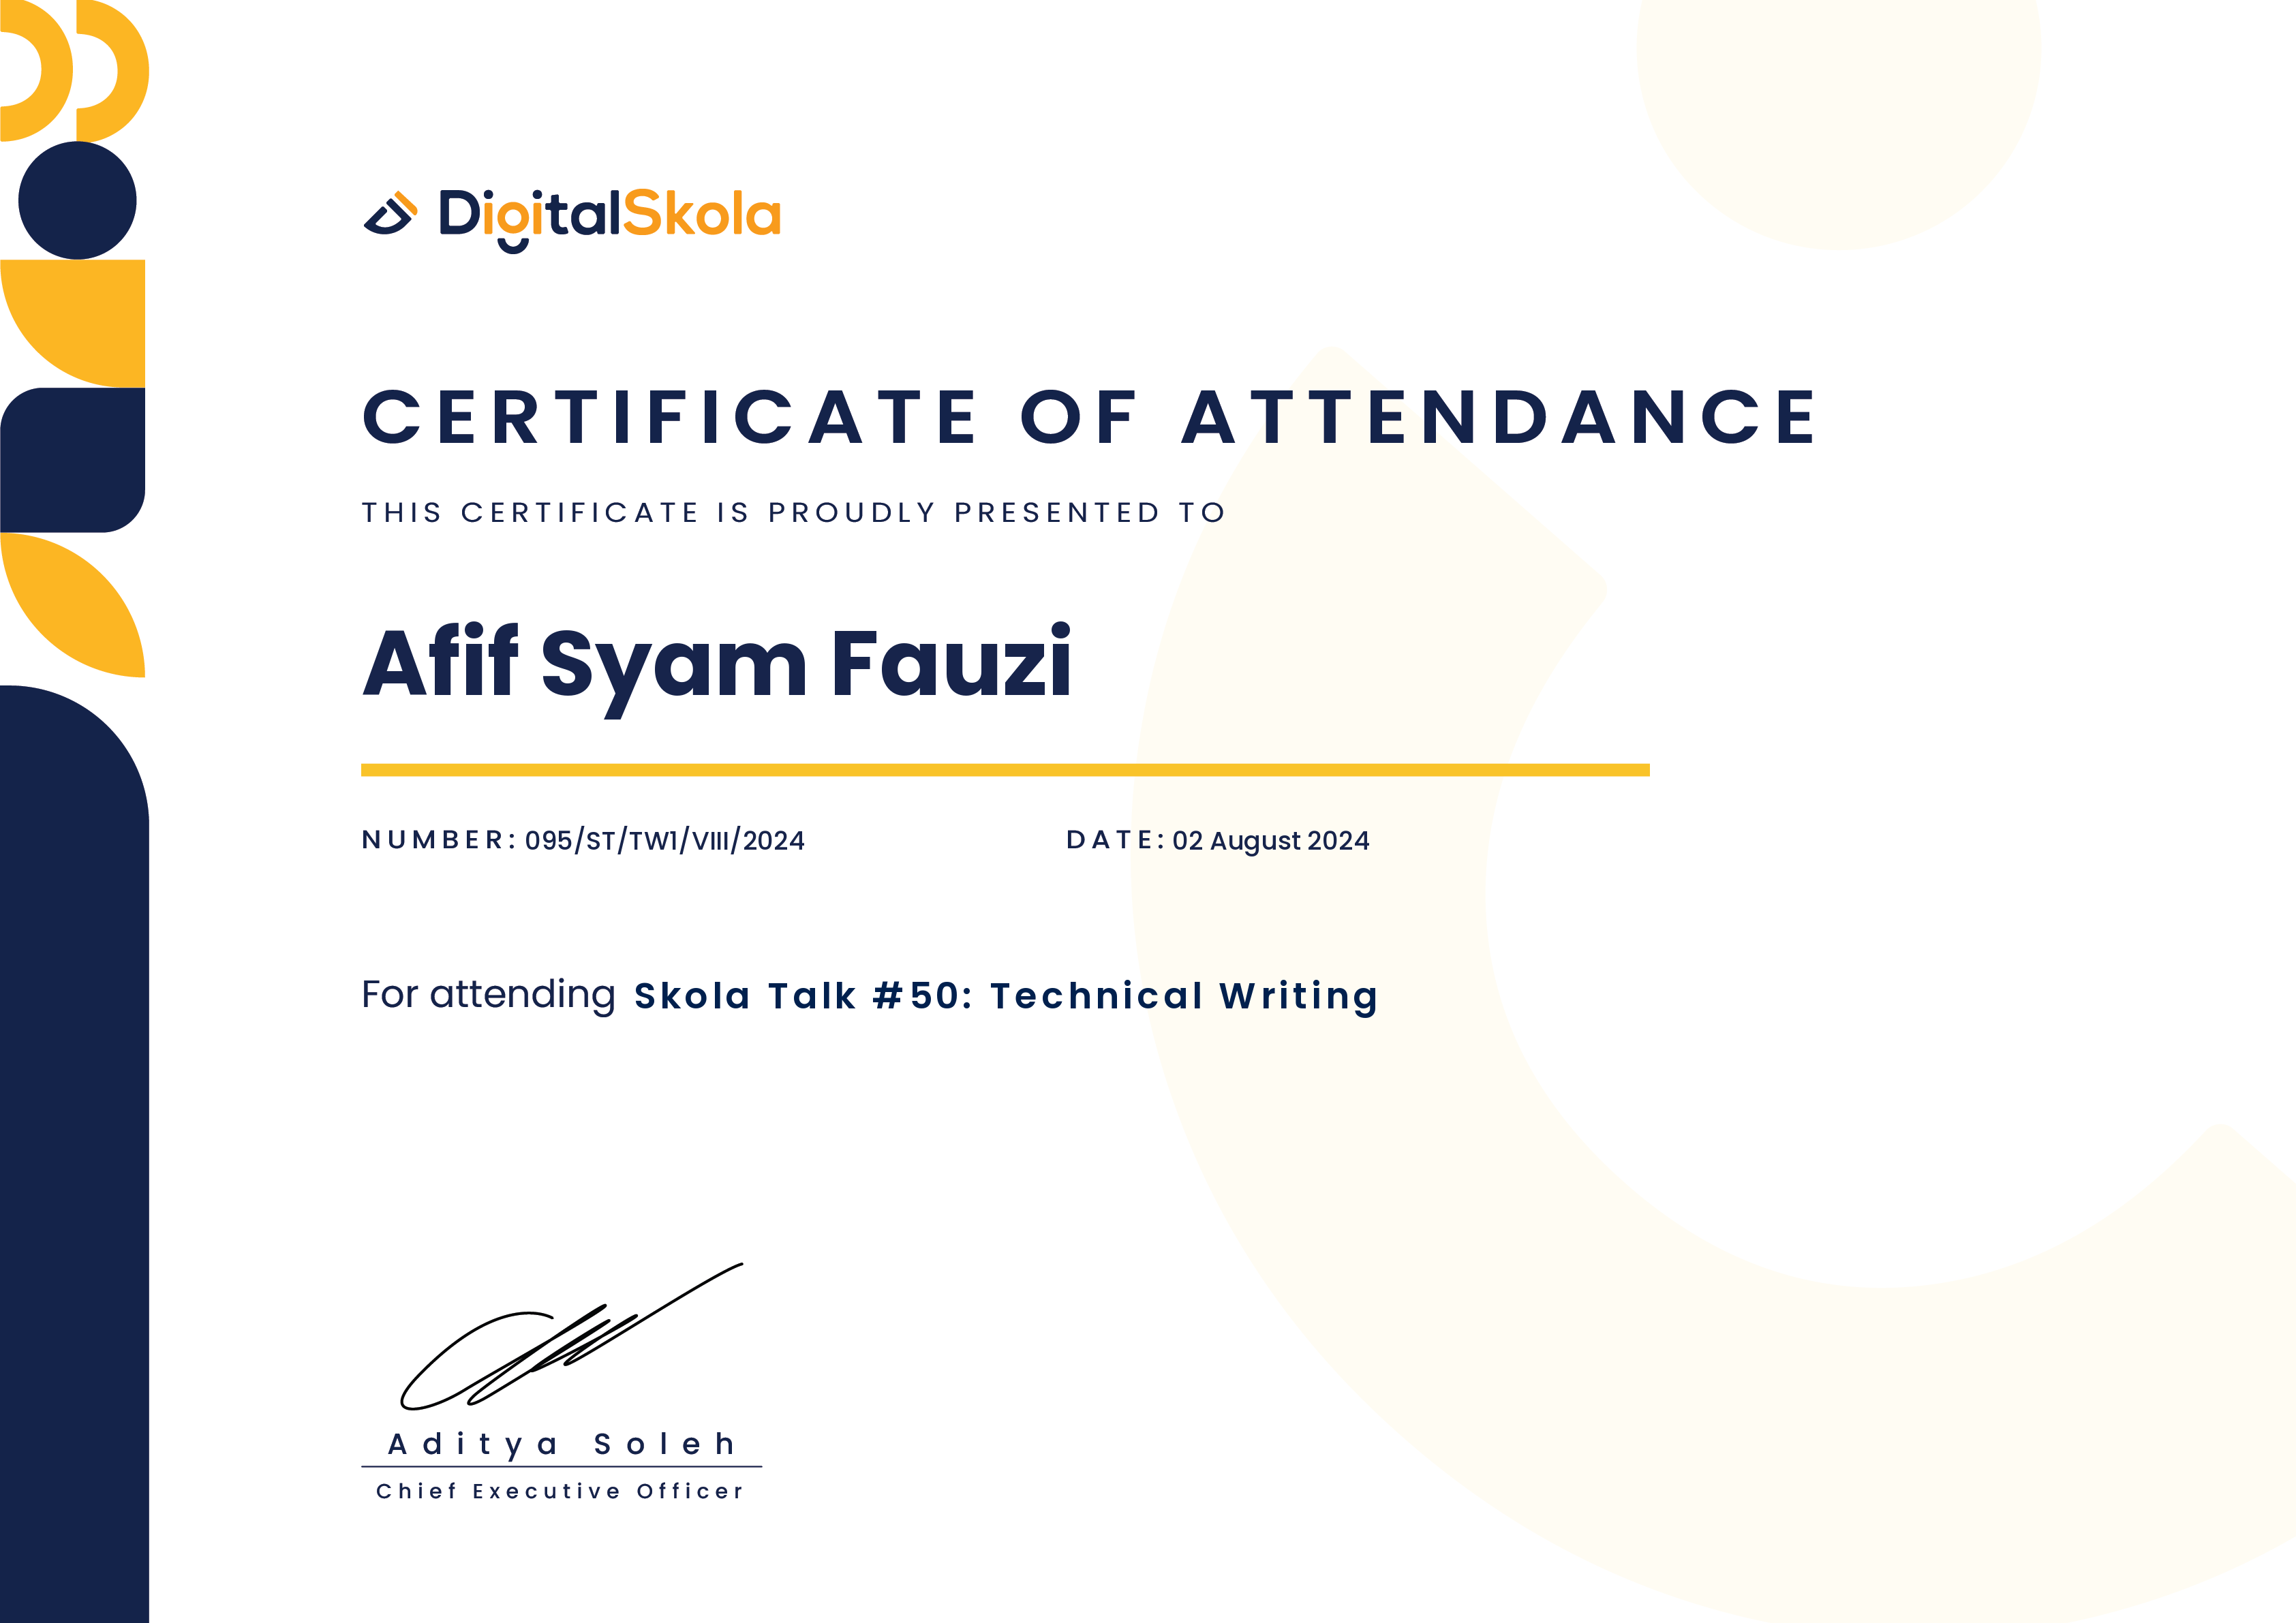 DigitalSkola
CERTIFICATE OF ATTENDANCE
THIS CERTIFICATE IS PROUDLY PRESENTED TO
Afif Syam Fauzi
NUMBER: 095/ST/TW1/VIII/2024
DATE: 02 August 2024
For attending Skola Talk #50: Technical Writing
Aditya Soleh
Chief Executive Officer